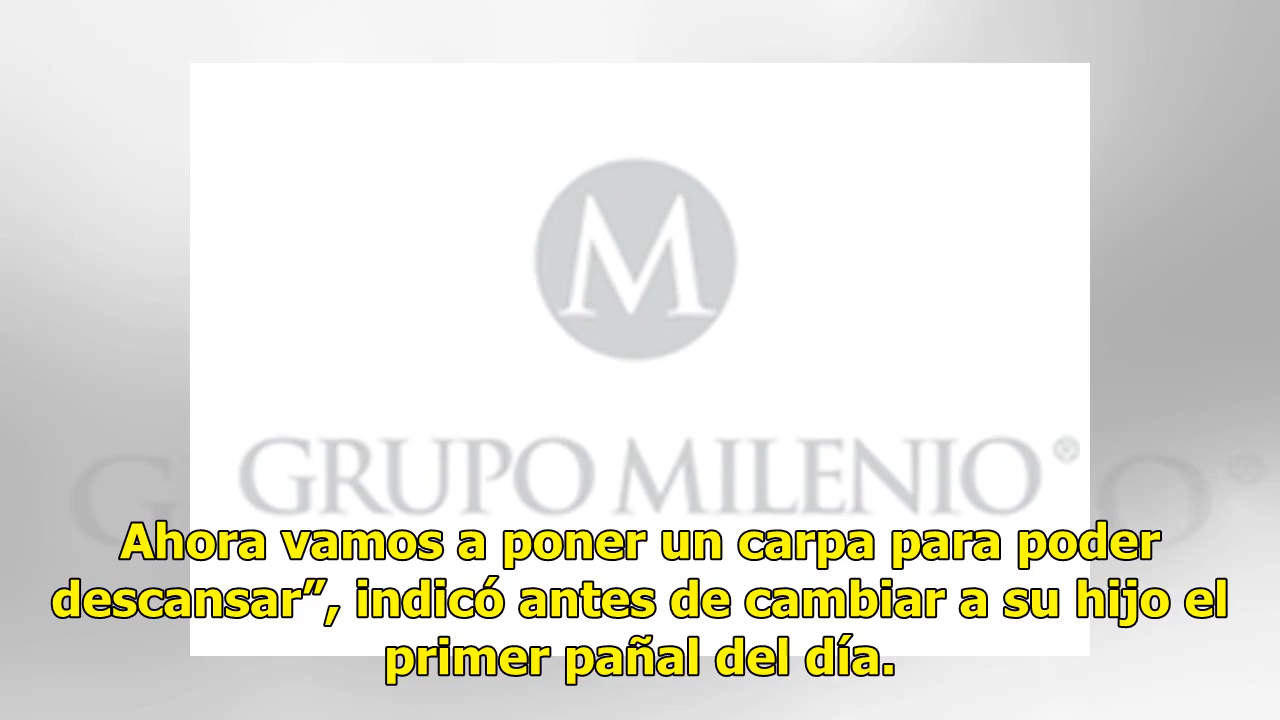 M
GRUPO MILENIO®
Ahora vamos a poner un carpa para poder
descansar”, indicó antes de cambiar a su hijo el
primer pañal del día.